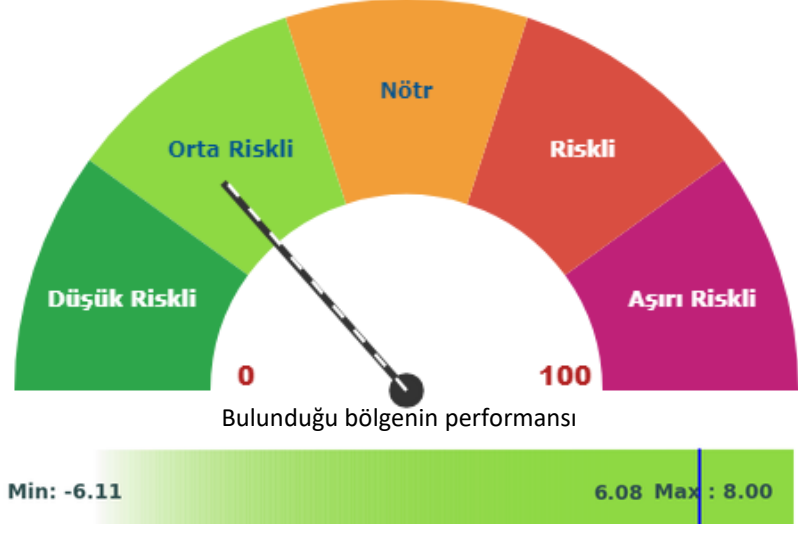 Nötr
Orta Riskli
Riskli
Düşük Riskli
Aşırı Riskli
0
100
Bulunduğu bölgenin performansı
Min: -6.11
6.08
Max : 8.00